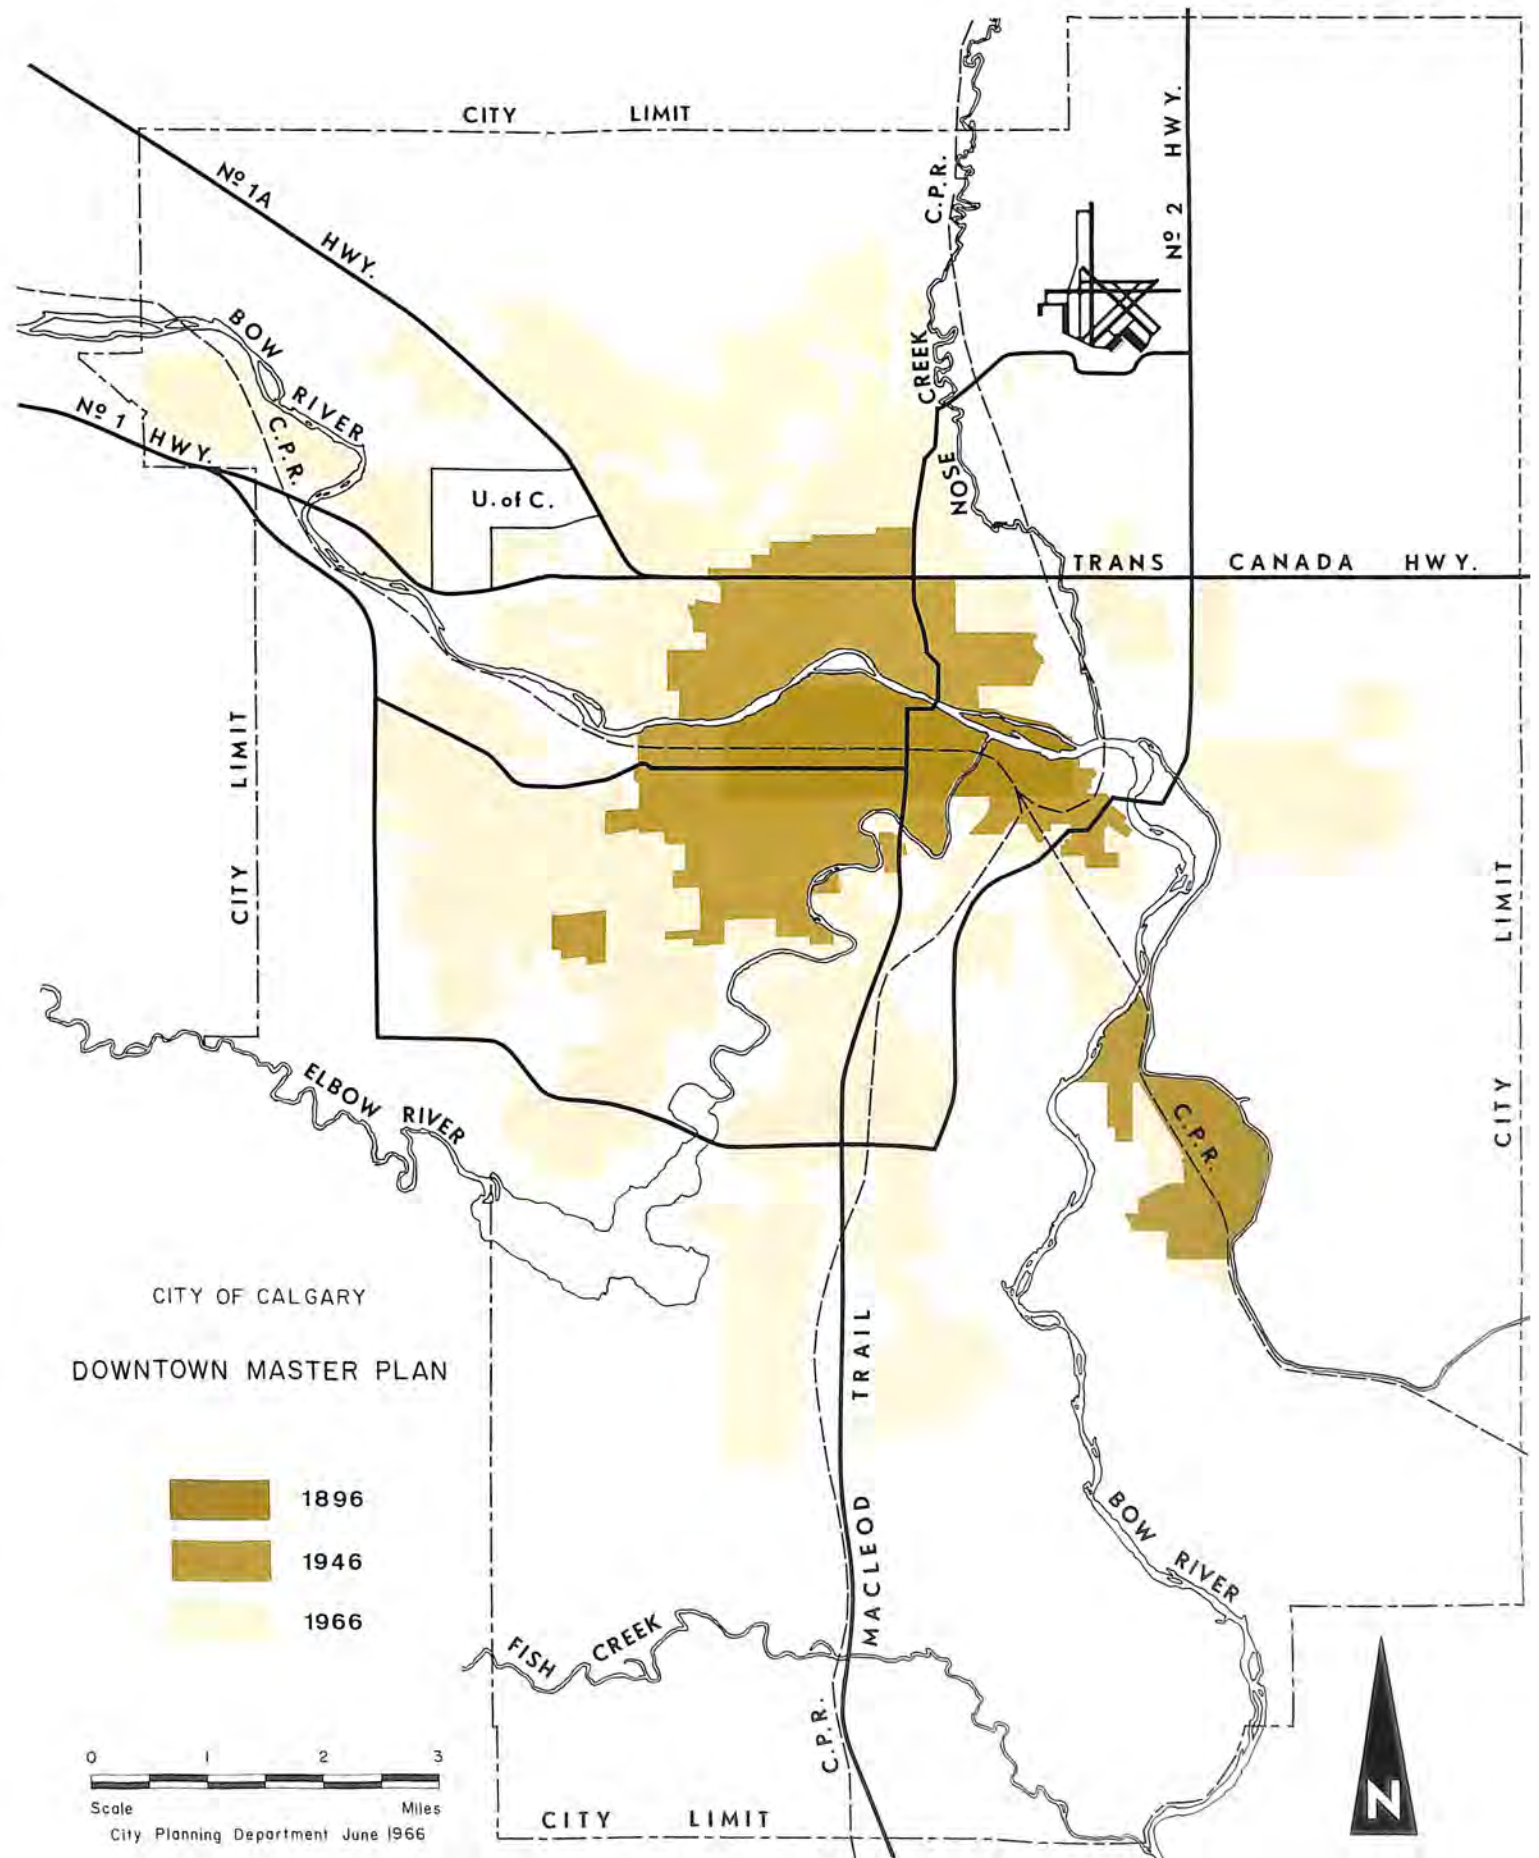 CITY LIMIT
Nº 1A HWY.
C.P.R.
Nº 2 HWY.
BOW RIVER
CREEK
NOSE
Nº 1 HWY.
C.P.R.
U. of C.
TRANS CANADA HWY.
CITY LIMIT
CITY LIMIT
ELBOW RIVER
C.P.R.
CITY OF CALGARY
DOWNTOWN MASTER PLAN
1896
1946
1966
MACLEOD TRAIL
BOW RIVER
FISH CREEK
C.P.R.
0 1 2 3
Scale Miles
City Planning Department June 1966
CITY LIMIT
N